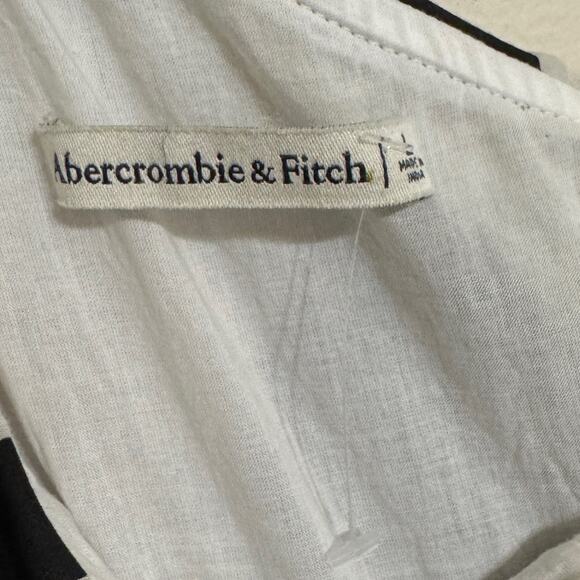 Abercrombie & Fitch
L
MADE IN
INDIA